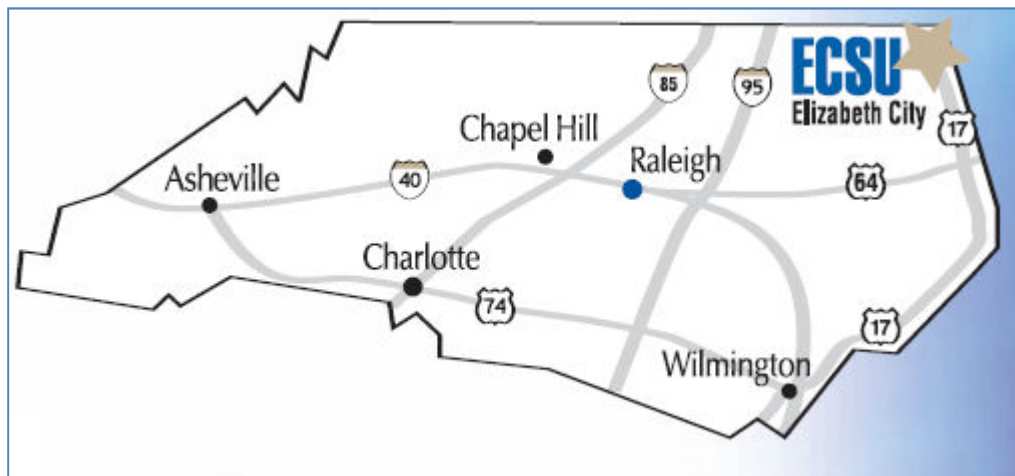 ECSU
Elizabeth City
85
95
17
Chapel Hill
Raleigh
Asheville
40
64
Charlotte
74
17
Wilmington